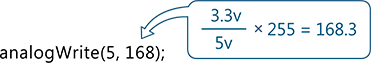 3.3v
5v
× 255 = 168.3
analogWrite(5, 168);